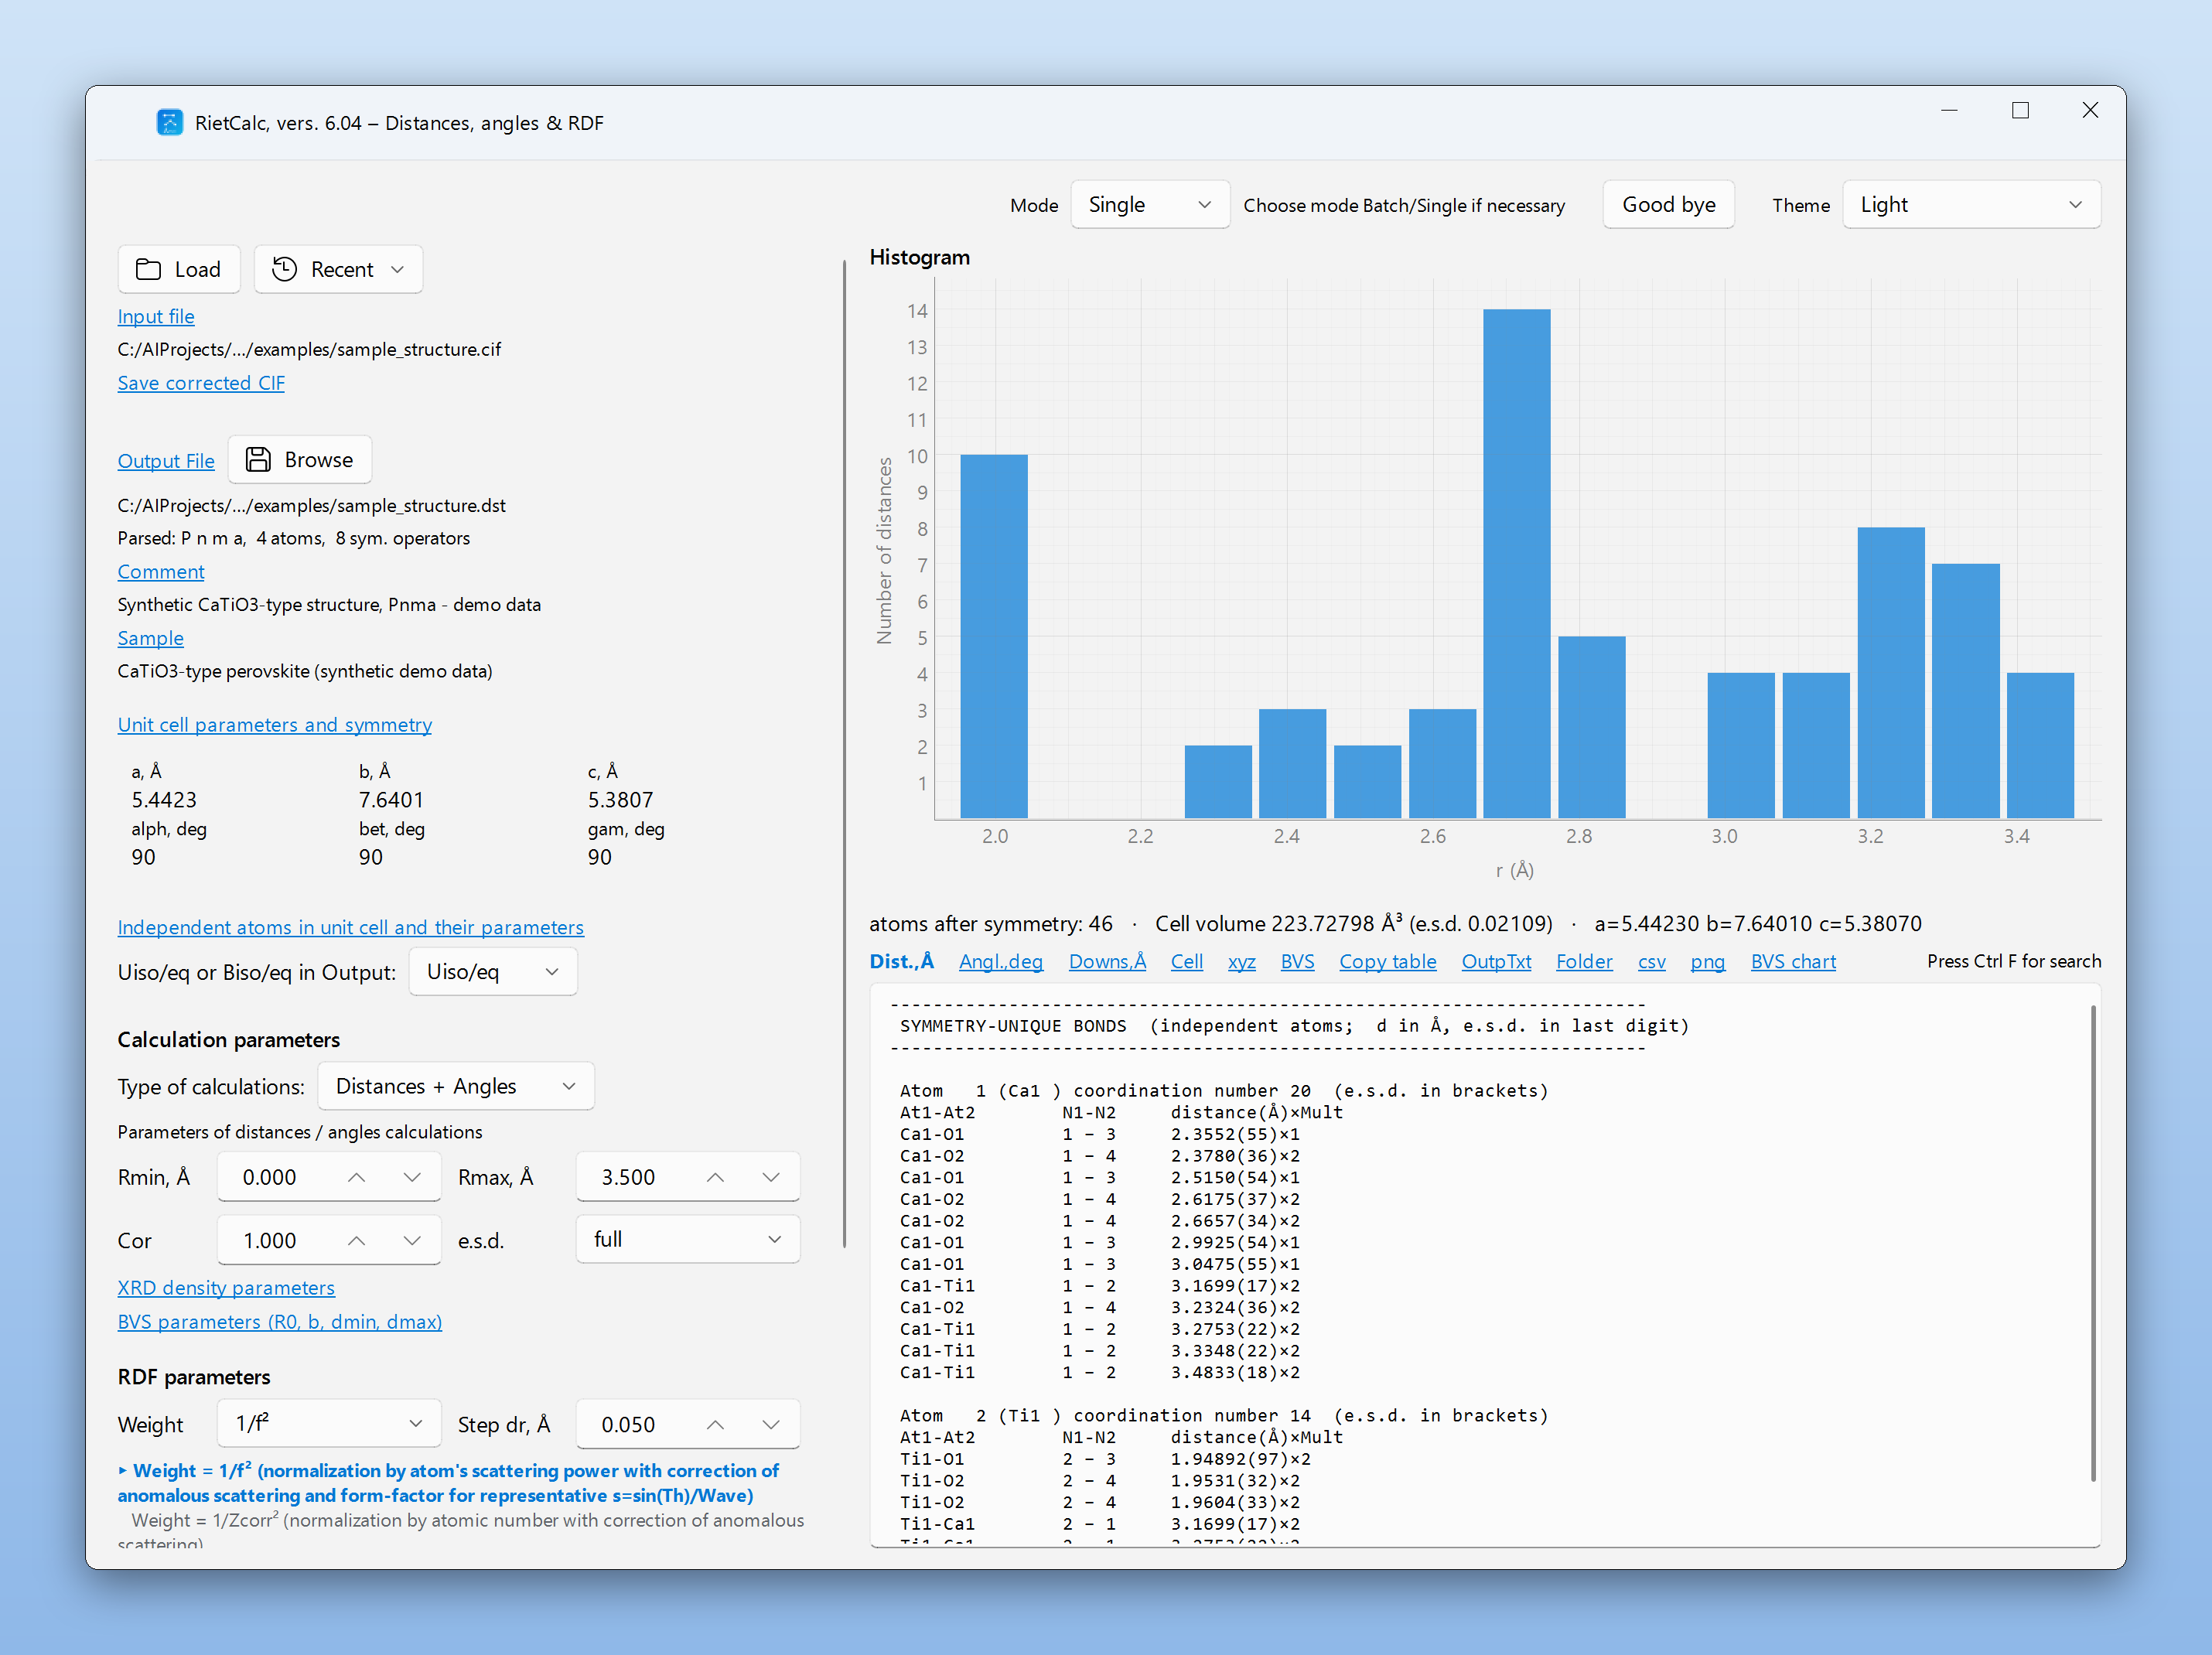 RietCalc, vers. 6.04 – Distances, angles & RDF
Mode Single Choose mode Batch/Single if necessary Good bye Theme Light
Load Recent
Input file
C:/AIProjects/.../examples/sample_structure.cif
Save corrected CIF
Output File Browse
C:/AIProjects/.../examples/sample_structure.dst
Parsed: P n m a, 4 atoms, 8 sym. operators
Comment
Synthetic CaTiO3-type structure, Pnma - demo data
Sample
CaTiO3-type perovskite (synthetic demo data)
Unit cell parameters and symmetry
a, Å b, Å c, Å
5.4423 7.6401 5.3807
alph, deg bet, deg gam, deg
90 90 90
Independent atoms in unit cell and their parameters
Uiso/eq or Biso/eq in Output: Uiso/eq
Calculation parameters
Type of calculations: Distances + Angles
Parameters of distances / angles calculations
Rmin, Å 0.000 Rmax, Å 3.500
Cor 1.000 e.s.d. full
XRD density parameters
BVS parameters (R0, b, dmin, dmax)
RDF parameters
Weight 1/f² Step dr, Å 0.050
‣ Weight = 1/f² (normalization by atom's scattering power with correction of
anomalous scattering and form-factor for representative s=sin(Th)/Wave)
Weight = 1/Zcorr² (normalization by atomic number with correction of anomalous
scattering)
Histogram
Number of distances
14
13
12
11
10
9
8
7
6
5
4
3
2
1
2.0 2.2 2.4 2.6 2.8 3.0 3.2 3.4
r (Å)
atoms after symmetry: 46 · Cell volume 223.72798 Å³ (e.s.d. 0.02109) · a=5.44230 b=7.64010 c=5.38070
Dist.,Å Angl.,deg Downs,Å Cell xyz BVS Copy table OutpTxt Folder csv png BVS chart Press Ctrl F for search
----------------------------------------------------------------------
SYMMETRY-UNIQUE BONDS (independent atoms; d in Å, e.s.d. in last digit)
----------------------------------------------------------------------
Atom 1 (Ca1 ) coordination number 20 (e.s.d. in brackets)
At1-At2 N1-N2 distance(Å)×Mult
Ca1-O1 1 – 3 2.3552(55)×1
Ca1-O2 1 – 4 2.3780(36)×2
Ca1-O1 1 – 3 2.5150(54)×1
Ca1-O2 1 – 4 2.6175(37)×2
Ca1-O2 1 – 4 2.6657(34)×2
Ca1-O1 1 – 3 2.9925(54)×1
Ca1-O1 1 – 3 3.0475(55)×1
Ca1-Ti1 1 – 2 3.1699(17)×2
Ca1-O2 1 – 4 3.2324(36)×2
Ca1-Ti1 1 – 2 3.2753(22)×2
Ca1-Ti1 1 – 2 3.3348(22)×2
Ca1-Ti1 1 – 2 3.4833(18)×2
Atom 2 (Ti1 ) coordination number 14 (e.s.d. in brackets)
At1-At2 N1-N2 distance(Å)×Mult
Ti1-O1 2 – 3 1.94892(97)×2
Ti1-O2 2 – 4 1.9531(32)×2
Ti1-O2 2 – 4 1.9604(33)×2
Ti1-Ca1 2 – 1 3.1699(17)×2